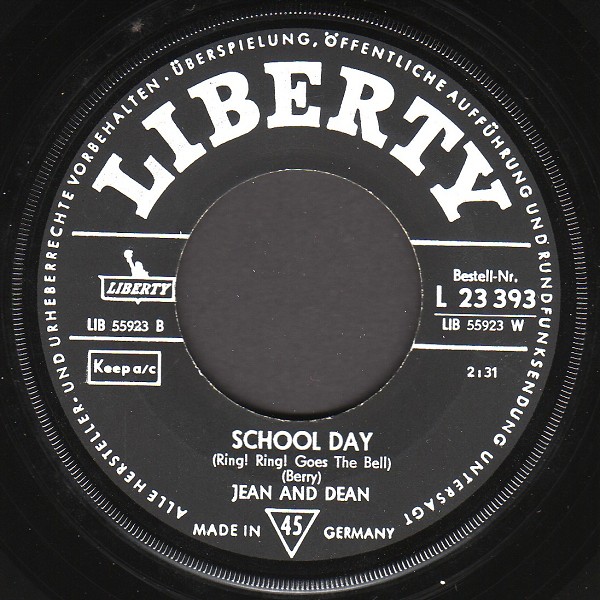 ALLE HERSTELLER- UND URHEBERRECHTE VORBEHALTEN · ÜBERSPIELUNG, ÖFFENTLICHE AUFFÜHRUNG UND RUNDFUNKSENDUNG UNTERSAGT
LIBERTY
LIBERTY
LIB 55923 B
Keep a/c
Bestell-Nr.
L 23 393
LIB 55923 W
2:31
SCHOOL DAY
(Ring! Ring! Goes The Bell)
(Berry)
JEAN AND DEAN
MADE IN 45 GERMANY